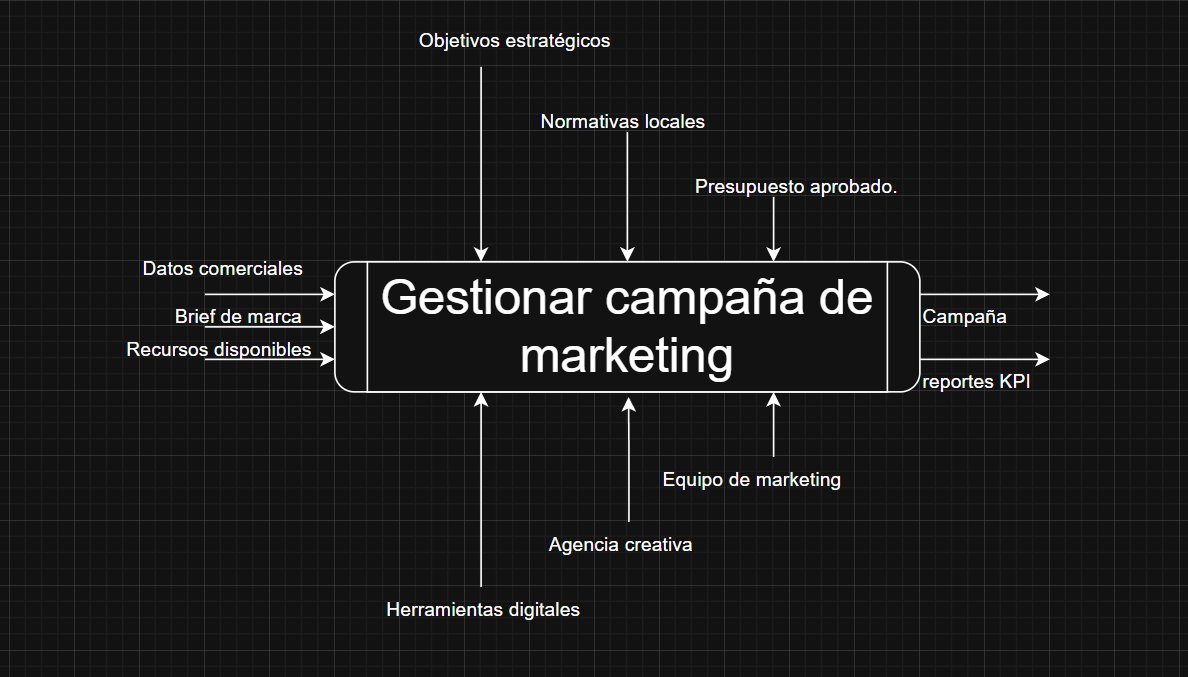 Objetivos estratégicos
Normativas locales
Presupuesto aprobado.
Datos comerciales
Brief de marca
Recursos disponibles
Gestionar campaña de
marketing
Campaña
reportes KPI
Equipo de marketing
Agencia creativa
Herramientas digitales